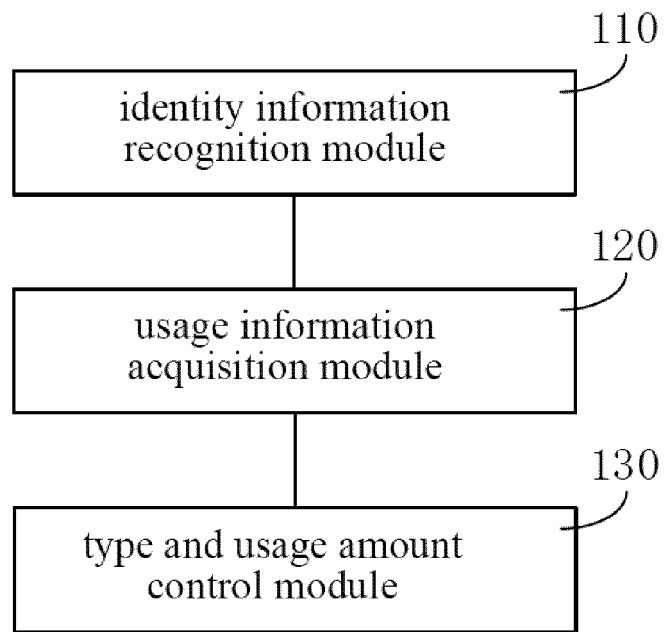 110
identity information
recognition module
120
usage information
acquisition module
130
type and usage amount
control module